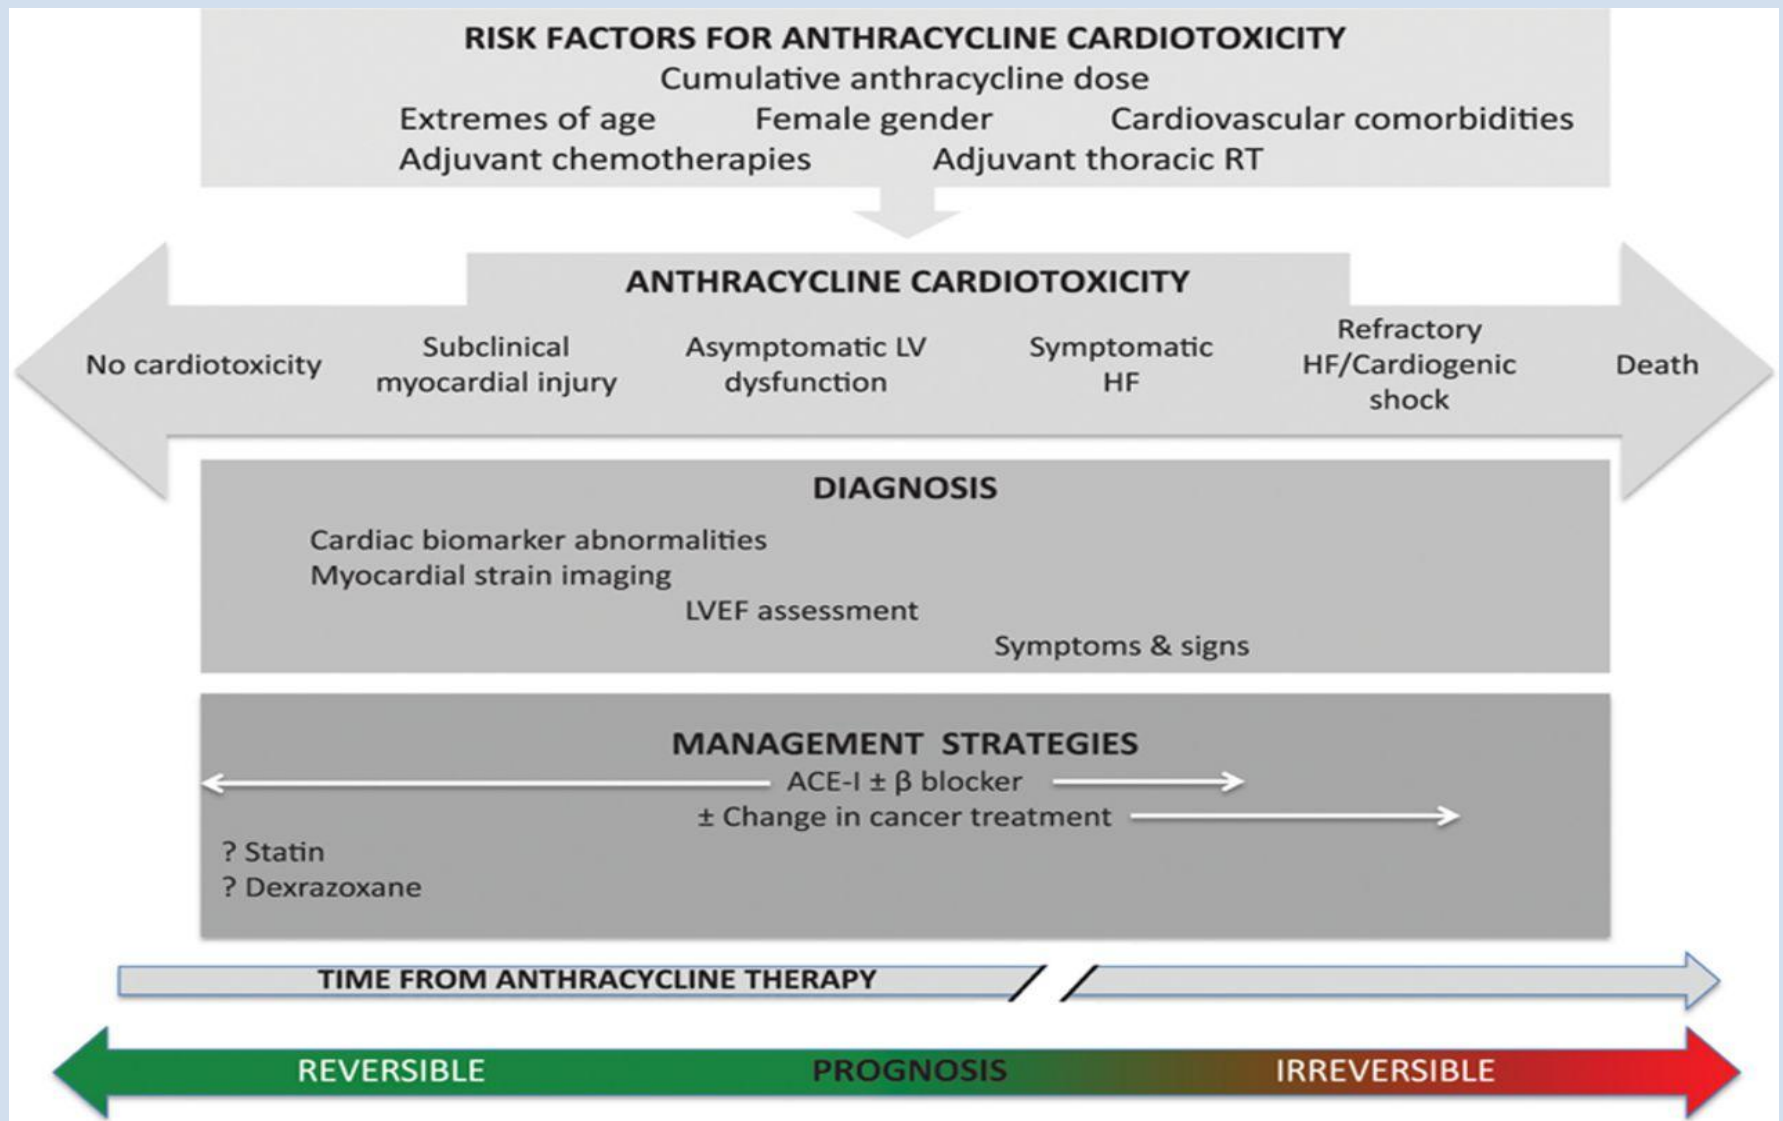 RISK FACTORS FOR ANTHRACYCLINE CARDIOTOXICITY
Cumulative anthracycline dose
Extremes of age Female gender Cardiovascular comorbidities
Adjuvant chemotherapies Adjuvant thoracic RT
ANTHRACYCLINE CARDIOTOXICITY
No cardiotoxicity
Subclinical
myocardial injury
Asymptomatic LV
dysfunction
Symptomatic
HF
Refractory
HF/Cardiogenic
shock
Death
DIAGNOSIS
Cardiac biomarker abnormalities
Myocardial strain imaging
LVEF assessment
Symptoms & signs
MANAGEMENT STRATEGIES
ACE-I ± β blocker
± Change in cancer treatment
? Statin
? Dexrazoxane
TIME FROM ANTHRACYCLINE THERAPY
REVERSIBLE PROGNOSIS IRREVERSIBLE